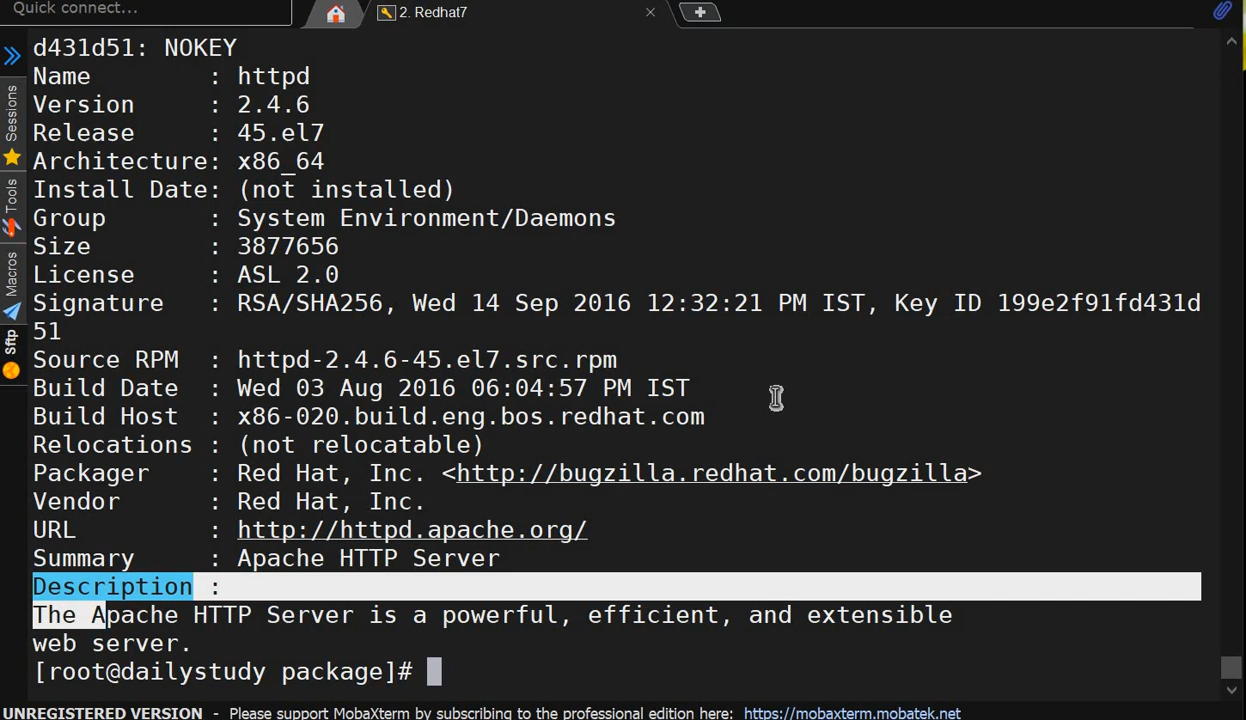 Quick connect...
2. Redhat7
Sessions
Tools
Macros
Sftp
d431d51: NOKEY
Name        : httpd
Version     : 2.4.6
Release     : 45.el7
Architecture: x86_64
Install Date: (not installed)
Group       : System Environment/Daemons
Size        : 3877656
License     : ASL 2.0
Signature   : RSA/SHA256, Wed 14 Sep 2016 12:32:21 PM IST, Key ID 199e2f91fd431d
51
Source RPM  : httpd-2.4.6-45.el7.src.rpm
Build Date  : Wed 03 Aug 2016 06:04:57 PM IST
Build Host  : x86-020.build.eng.bos.redhat.com
Relocations : (not relocatable)
Packager    : Red Hat, Inc. <http://bugzilla.redhat.com/bugzilla>
Vendor      : Red Hat, Inc.
URL         : http://httpd.apache.org/
Summary     : Apache HTTP Server
Description :
The Apache HTTP Server is a powerful, efficient, and extensible
web server.
[root@dailystudy package]#
UNREGISTERED VERSION - Please support MobaXterm by subscribing to the professional edition here: https://mobaxterm.mobatek.net